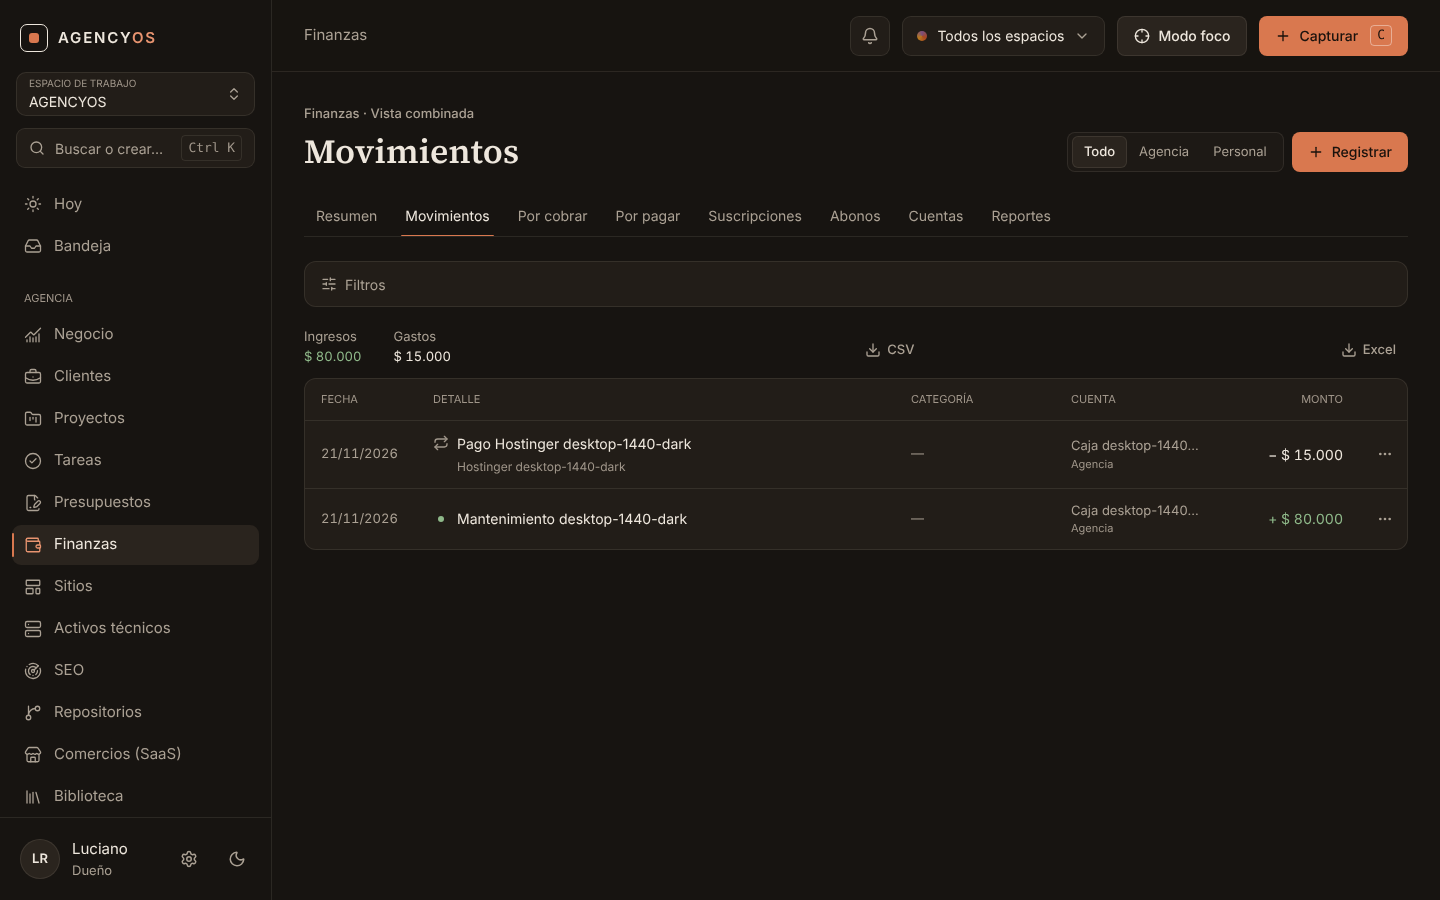 AGENCYOS
ESPACIO DE TRABAJO
AGENCYOS
Buscar o crear... Ctrl K
Hoy
Bandeja
AGENCIA
Negocio
Clientes
Proyectos
Tareas
Presupuestos
Finanzas
Sitios
Activos técnicos
SEO
Repositorios
Comercios (SaaS)
Biblioteca
LR
Luciano
Dueño
Finanzas
Todos los espacios
Modo foco
Capturar C
Finanzas · Vista combinada
Movimientos
Todo Agencia Personal
Registrar
Resumen Movimientos Por cobrar Por pagar Suscripciones Abonos Cuentas Reportes
Filtros
Ingresos Gastos
$ 80.000 $ 15.000
CSV
Excel
FECHA DETALLE CATEGORÍA CUENTA MONTO
21/11/2026 Pago Hostinger desktop-1440-dark — Caja desktop-1440... – $ 15.000
Hostinger desktop-1440-dark Agencia
21/11/2026 Mantenimiento desktop-1440-dark — Caja desktop-1440... + $ 80.000
Agencia